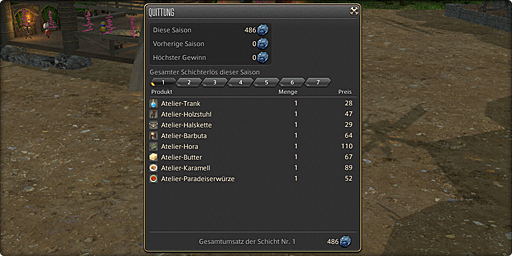 QUITTUNG
Diese Saison 486
Vorherige Saison 0
Höchster Gewinn 0
Gesamter Schichterlös dieser Saison
1 2 3 4 5 6 7
Produkt Menge Preis
Atelier-Trank 1 28
Atelier-Holzstuhl 1 47
Atelier-Halskette 1 29
Atelier-Barbuta 1 64
Atelier-Hora 1 110
Atelier-Butter 1 67
Atelier-Karamell 1 89
Atelier-Paradeiserwürze 1 52
Gesamtumsatz der Schicht Nr. 1 486